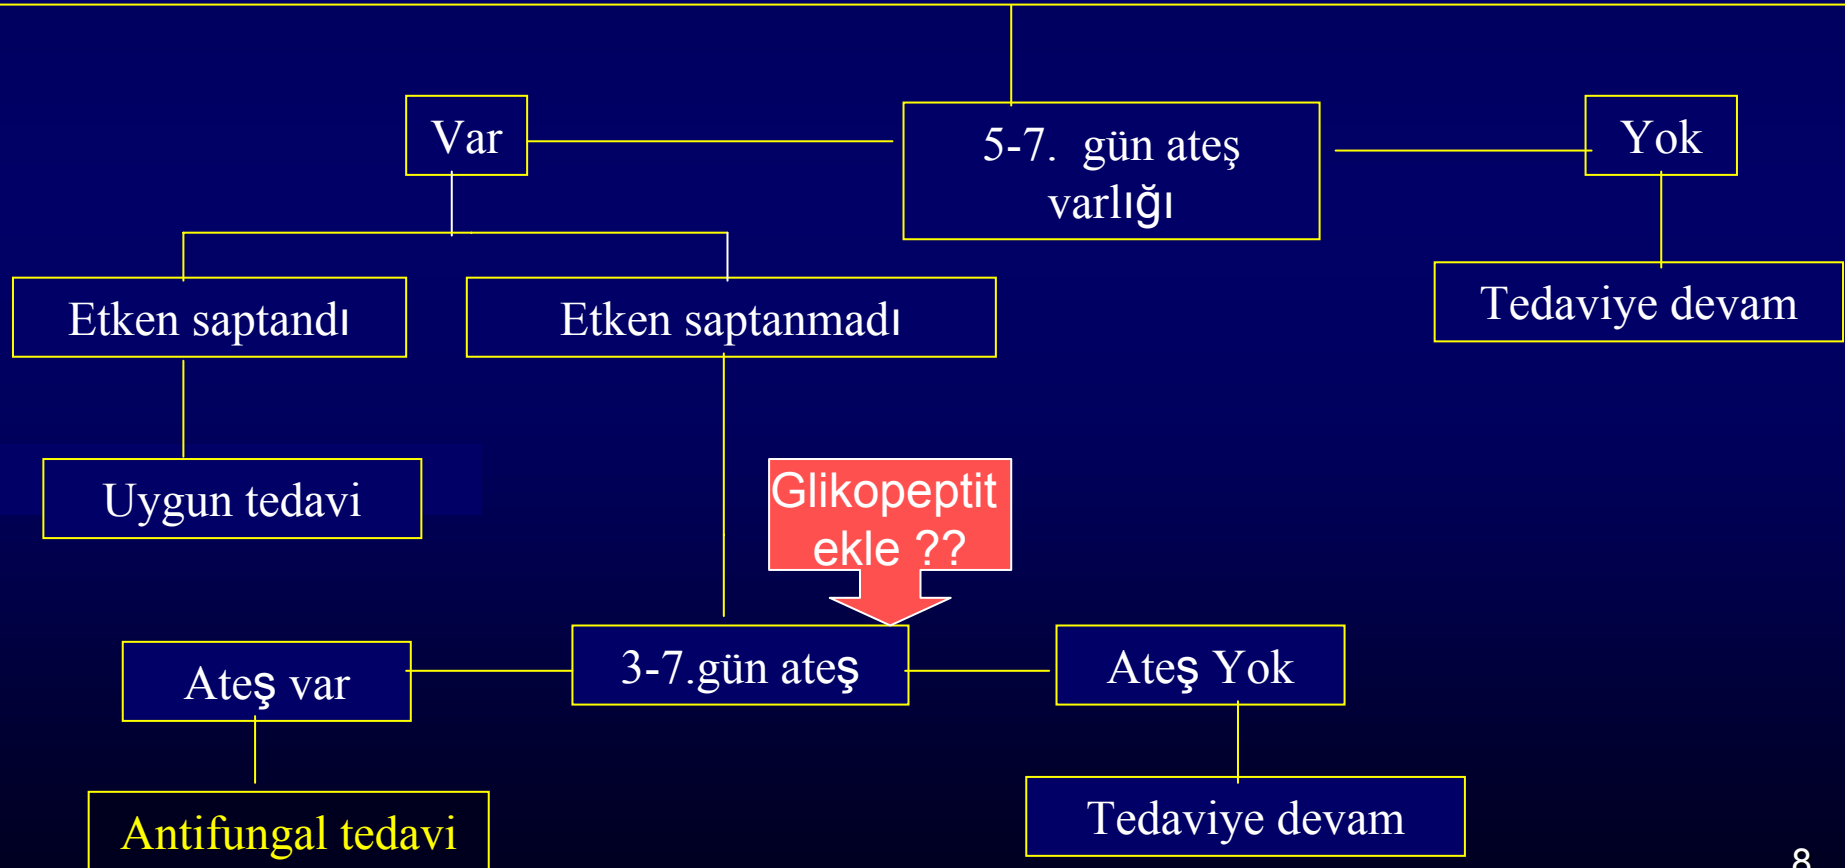 Var
5-7. gün ateş
varlığı
Yok
Etken saptandı
Etken saptanmadı
Tedaviye devam
Uygun tedavi
Glikopeptit
ekle ??
Ateş var
3-7.gün ateş
Ateş Yok
Antifungal tedavi
Tedaviye devam
8